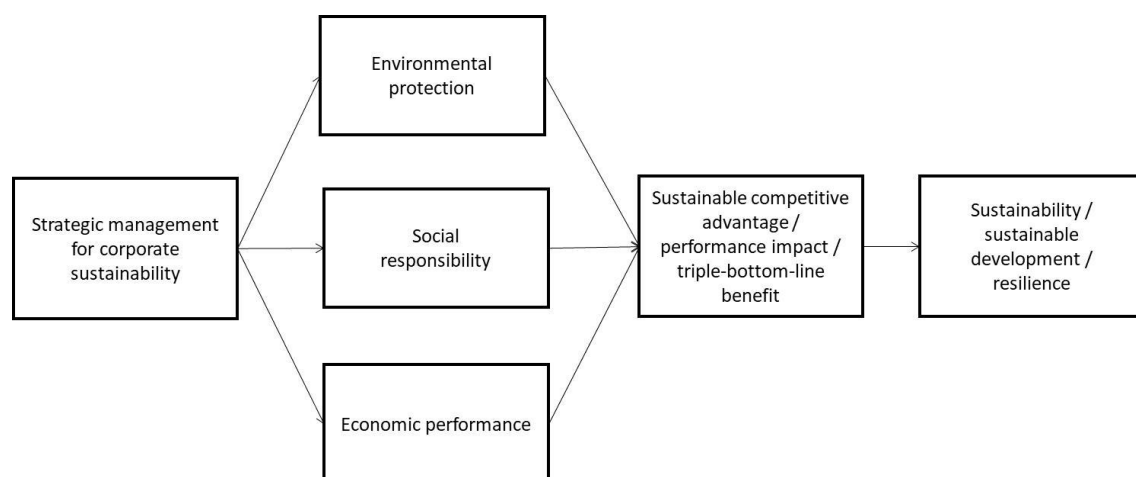 Environmental
protection
Strategic management
for corporate
sustainability
Social
responsibility
Economic performance
Sustainable competitive
advantage /
performance impact /
triple-bottom-line
benefit
Sustainability /
sustainable
development /
resilience